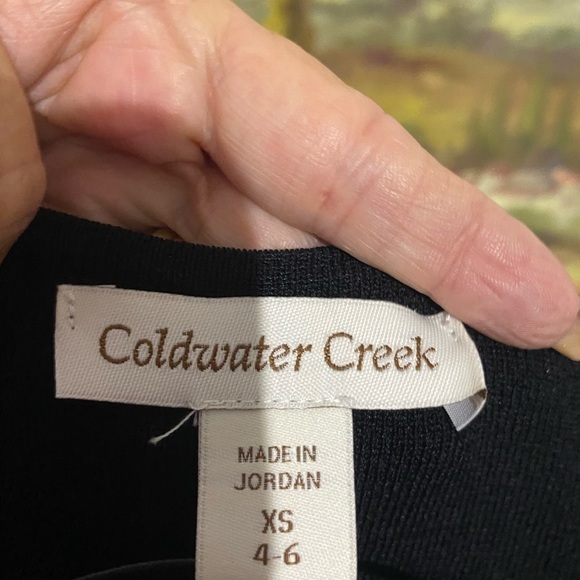 Coldwater Creek
MADE IN
JORDAN
XS
4-6